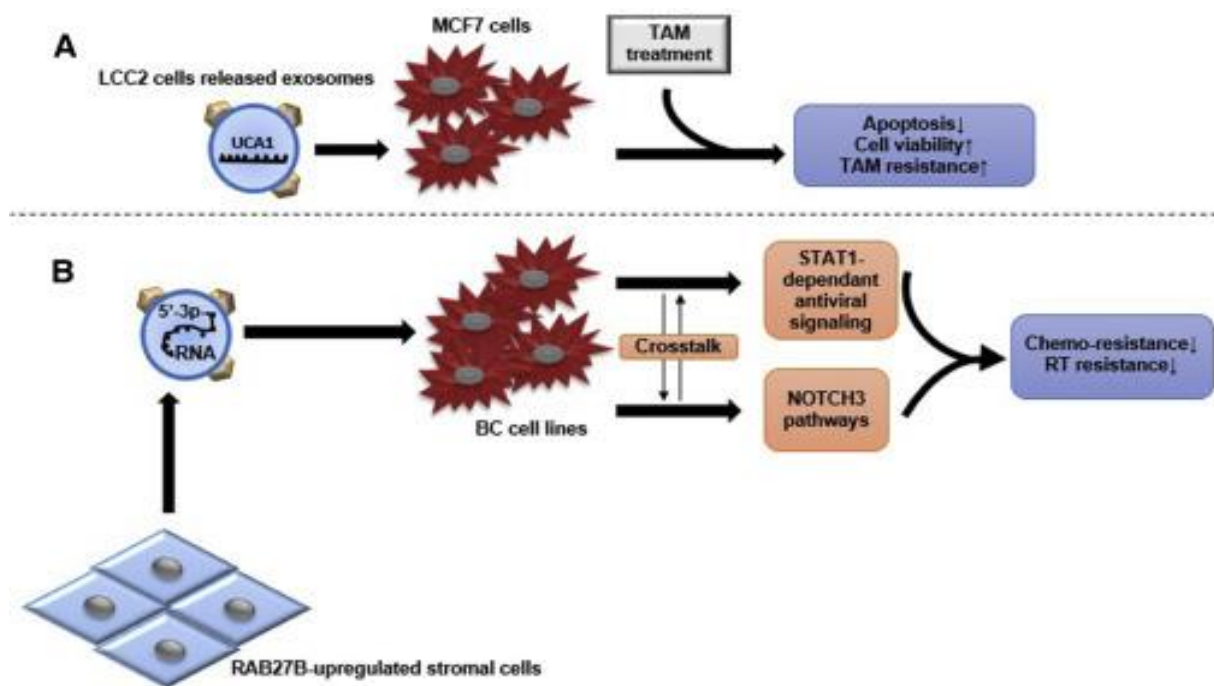 A
MCF7 cells
TAM
treatment
LCC2 cells released exosomes
UCA1
Apoptosis↓
Cell viability↑
TAM resistance↑
B
5'-3p
RNA
BC cell lines
Crosstalk
STAT1-
dependant
antiviral
signaling
NOTCH3
pathways
Chemo-resistance↓
RT resistance↓
RAB27B-upregulated stromal cells